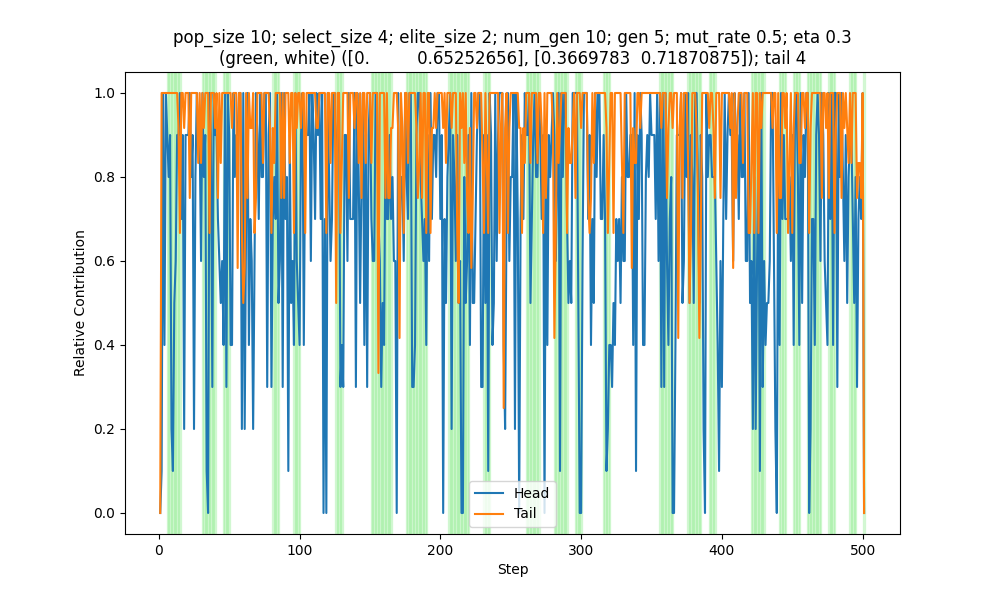 pop_size 10; select_size 4; elite_size 2; num_gen 10; gen 5; mut_rate 0.5; eta 0.3
(green, white) ([0.          0.65252656], [0.3669783  0.71870875]); tail 4
1.0
0.8
0.6
0.4
0.2
0.0
Relative Contribution
Head
Tail
0
100
200
300
400
500
Step